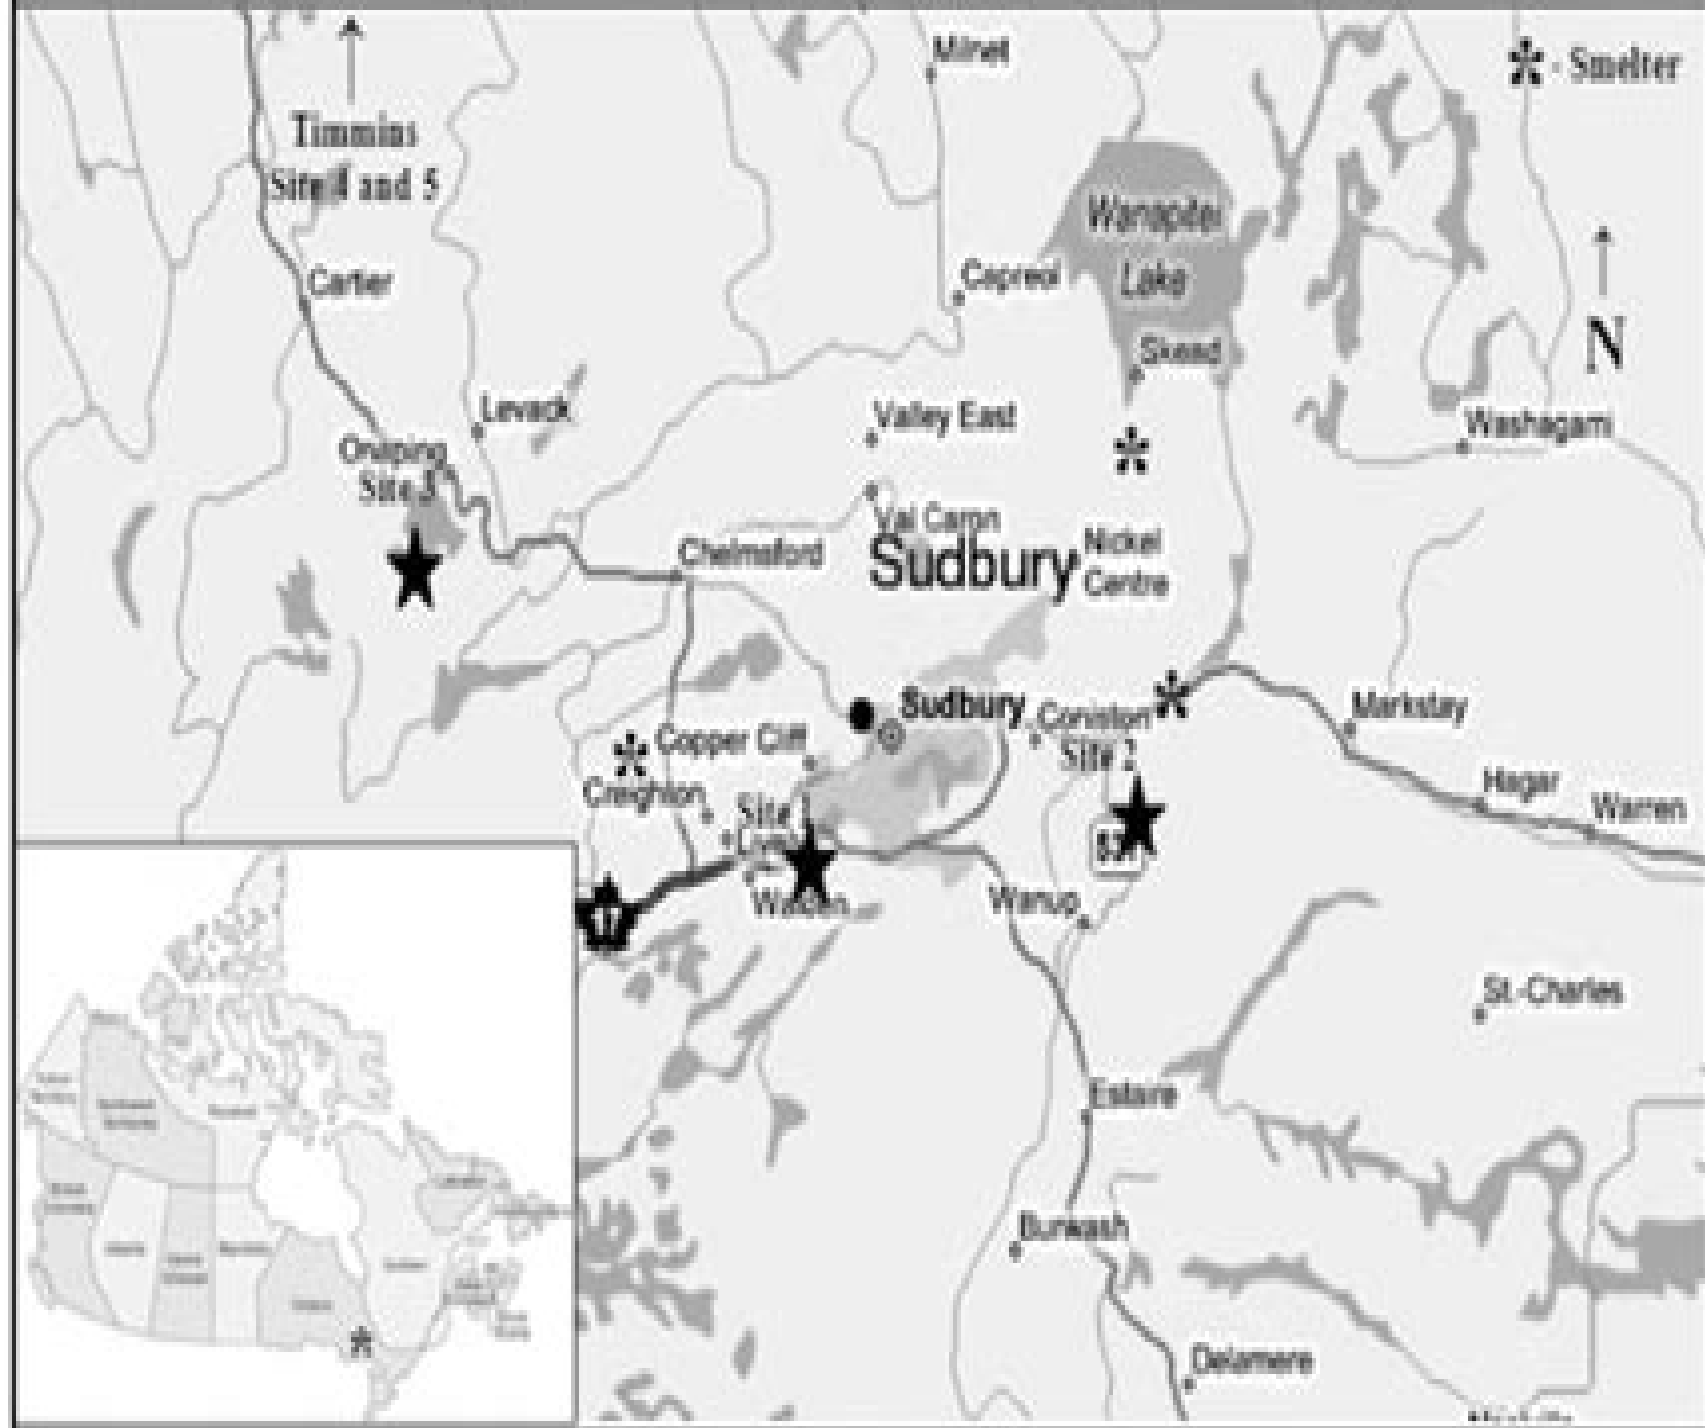 Milnet
* - Smelter
Timmins
Site 4 and 5
Wanapitei
Lake
Cartier
Capreol
N
Skead
Levack
Valley East
Washagami
Onaping
Site 3
Val Caron
Chelmsford
Sudbury
Nickel
Centre
Sudbury
Coniston
Markstay
Copper Cliff
Site 2
Creighton
Site 1
Hagar
Warren
Lively
537
Walden
Wanup
17
St.-Charles
Estaire
Burwash
Delamere